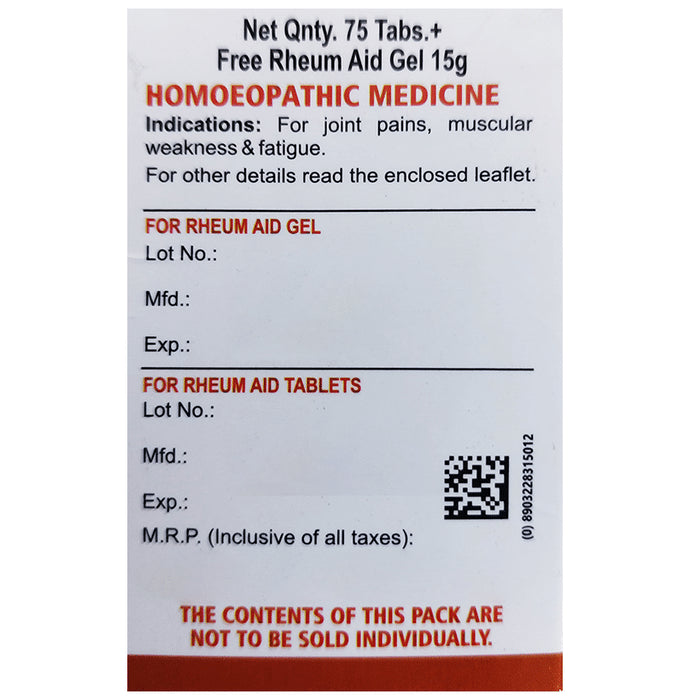 Net Qnty. 75 Tabs.+
Free Rheum Aid Gel 15g
HOMOEOPATHIC MEDICINE
Indications: For joint pains, muscular
weakness & fatigue.
For other details read the enclosed leaflet.
FOR RHEUM AID GEL
Lot No.:
Mfd.:
Exp.:
FOR RHEUM AID TABLETS
Lot No.:
Mfd.:
Exp.:
M.R.P. (Inclusive of all taxes):
(0) 8903228315012
THE CONTENTS OF THIS PACK ARE
NOT TO BE SOLD INDIVIDUALLY.